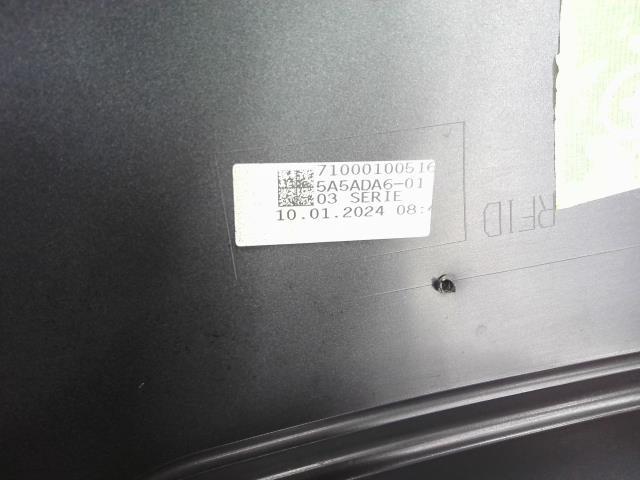 71000100516
5A5ADA6-01
03 SERIE
10.01.2024 08:
RFID